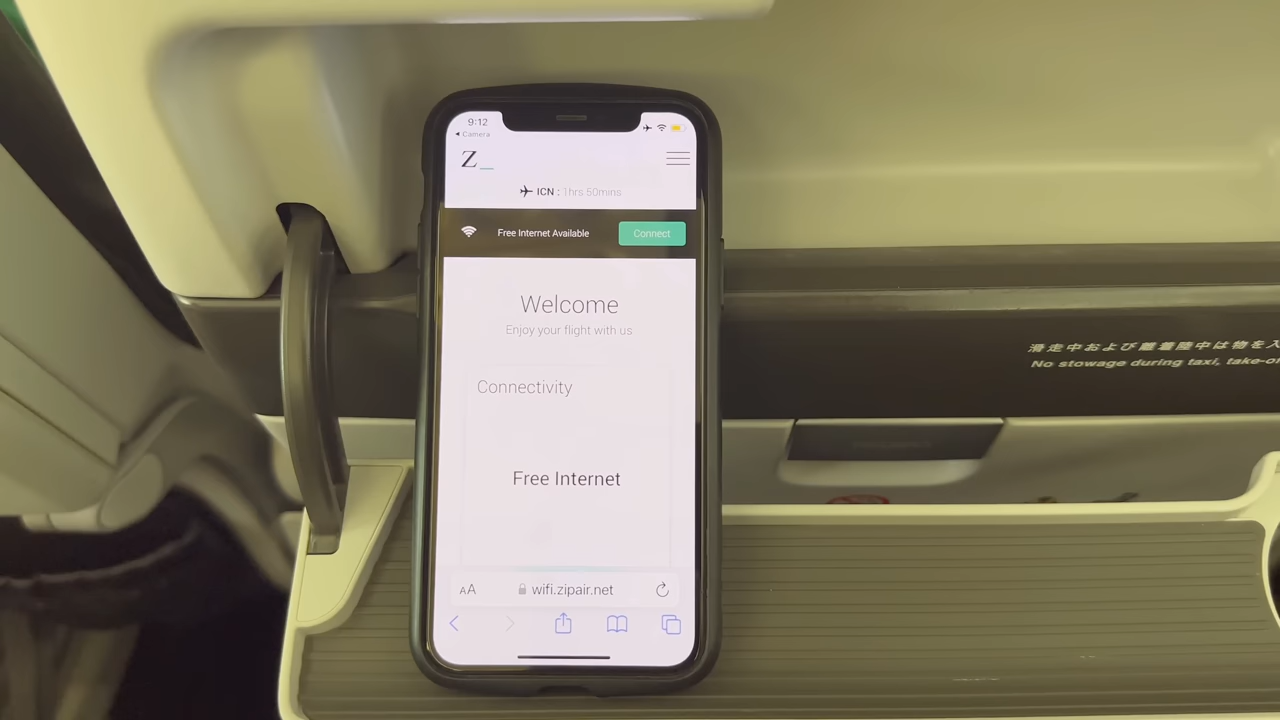 9:12
◂ Camera
Z_
ICN : 1hrs 50mins
Free Internet Available
Connect
Welcome
Enjoy your flight with us
Connectivity
Free Internet
AA
wifi.zipair.net
滑走中および離着陸中は物を入
No stowage during taxi, take-o